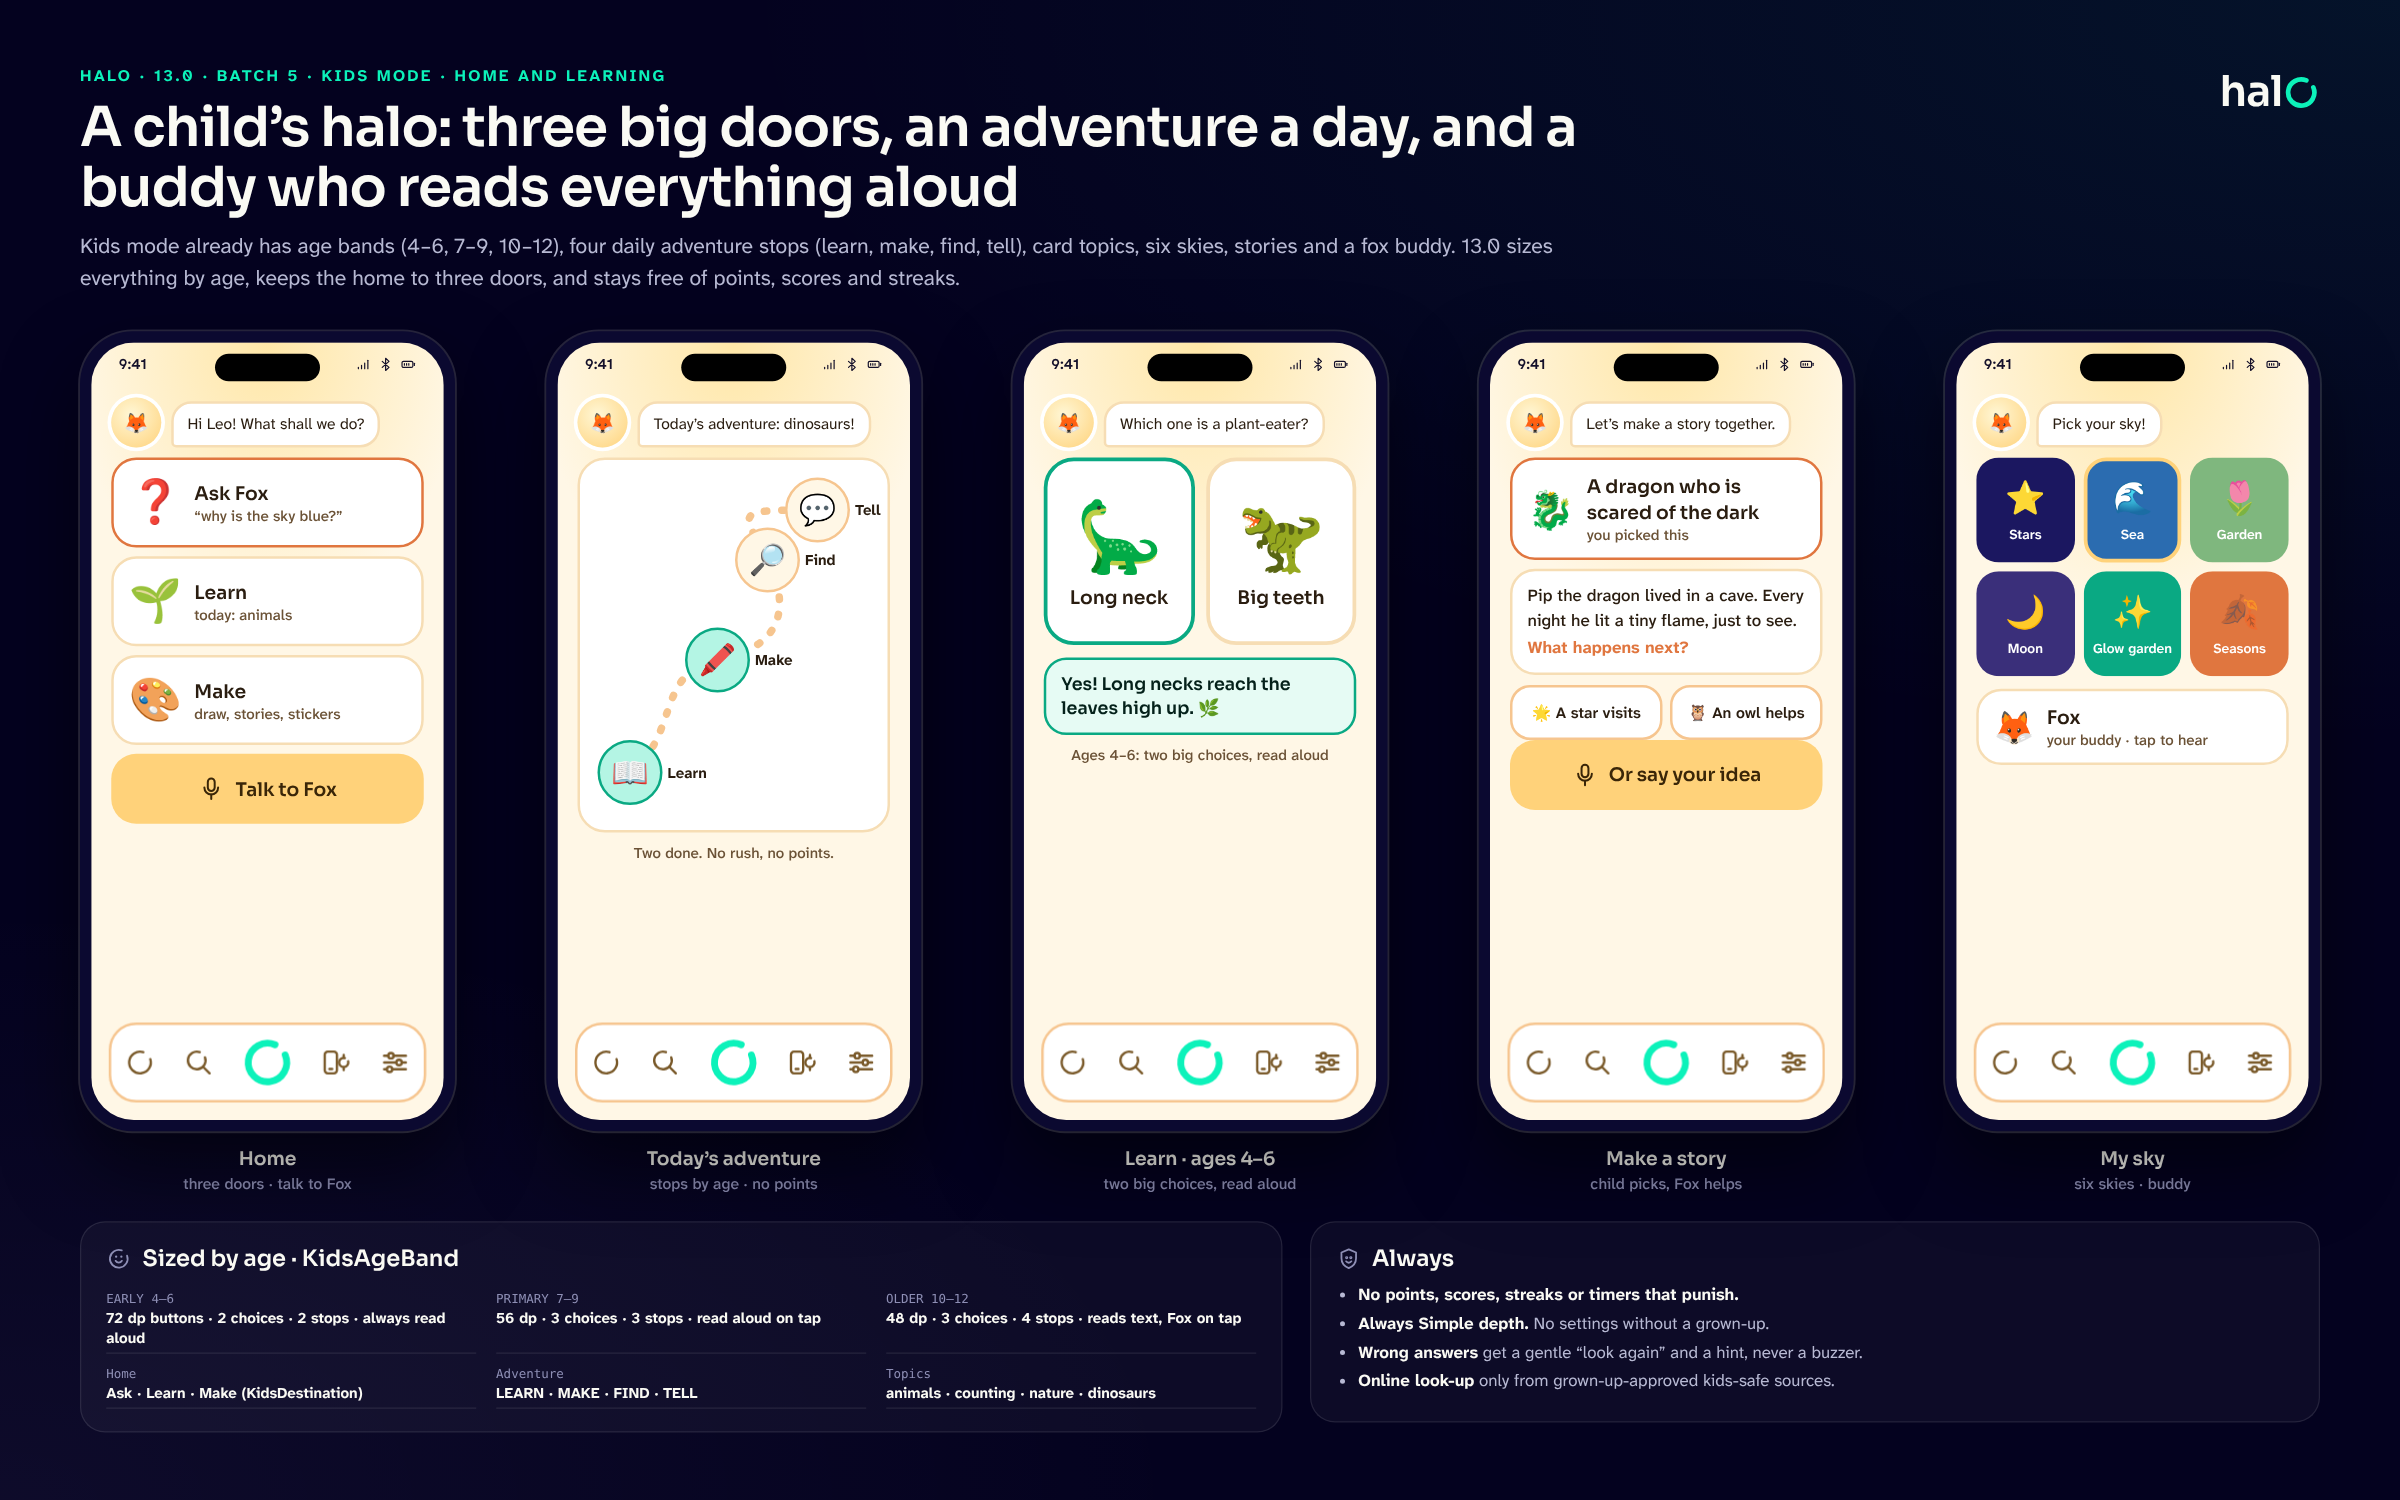 HALO · 13.0 · BATCH 5 · KIDS MODE · HOME AND LEARNING
halo
A child’s halo: three big doors, an adventure a day, and a
buddy who reads everything aloud
Kids mode already has age bands (4–6, 7–9, 10–12), four daily adventure stops (learn, make, find, tell), card topics, six skies, stories and a fox buddy. 13.0 sizes
everything by age, keeps the home to three doors, and stays free of points, scores and streaks.
9:41
Hi Leo! What shall we do?
Ask Fox
“why is the sky blue?”
Learn
today: animals
Make
draw, stories, stickers
Talk to Fox
Home
three doors · talk to Fox
9:41
Today’s adventure: dinosaurs!
Tell
Find
Make
Learn
Two done. No rush, no points.
Today’s adventure
stops by age · no points
9:41
Which one is a plant-eater?
Long neck
Big teeth
Yes! Long necks reach the
leaves high up. 🌿
Ages 4–6: two big choices, read aloud
Learn · ages 4–6
two big choices, read aloud
9:41
Let’s make a story together.
A dragon who is
scared of the dark
you picked this
Pip the dragon lived in a cave. Every
night he lit a tiny flame, just to see.
What happens next?
🌟 A star visits
🦉 An owl helps
Or say your idea
Make a story
child picks, Fox helps
9:41
Pick your sky!
Stars
Sea
Garden
Moon
Glow garden
Seasons
Fox
your buddy · tap to hear
My sky
six skies · buddy
Sized by age · KidsAgeBand
EARLY 4–6
72 dp buttons · 2 choices · 2 stops · always read
aloud
PRIMARY 7–9
56 dp · 3 choices · 3 stops · read aloud on tap
OLDER 10–12
48 dp · 3 choices · 4 stops · reads text, Fox on tap
Home
Ask · Learn · Make (KidsDestination)
Adventure
LEARN · MAKE · FIND · TELL
Topics
animals · counting · nature · dinosaurs
Always
• No points, scores, streaks or timers that punish.
• Always Simple depth. No settings without a grown-up.
• Wrong answers get a gentle “look again” and a hint, never a buzzer.
• Online look-up only from grown-up-approved kids-safe sources.